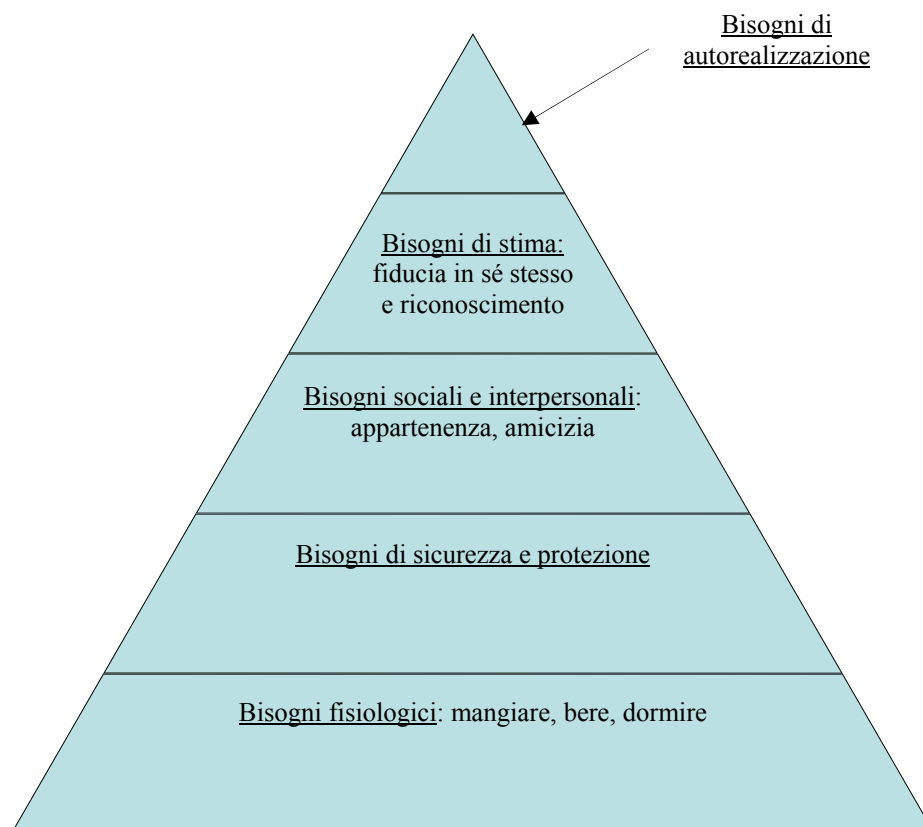 Bisogni di
autorealizzazione
Bisogni di stima:
fiducia in sé stesso
e riconoscimento
Bisogni sociali e interpersonali:
appartenenza, amicizia
Bisogni di sicurezza e protezione
Bisogni fisiologici: mangiare, bere, dormire